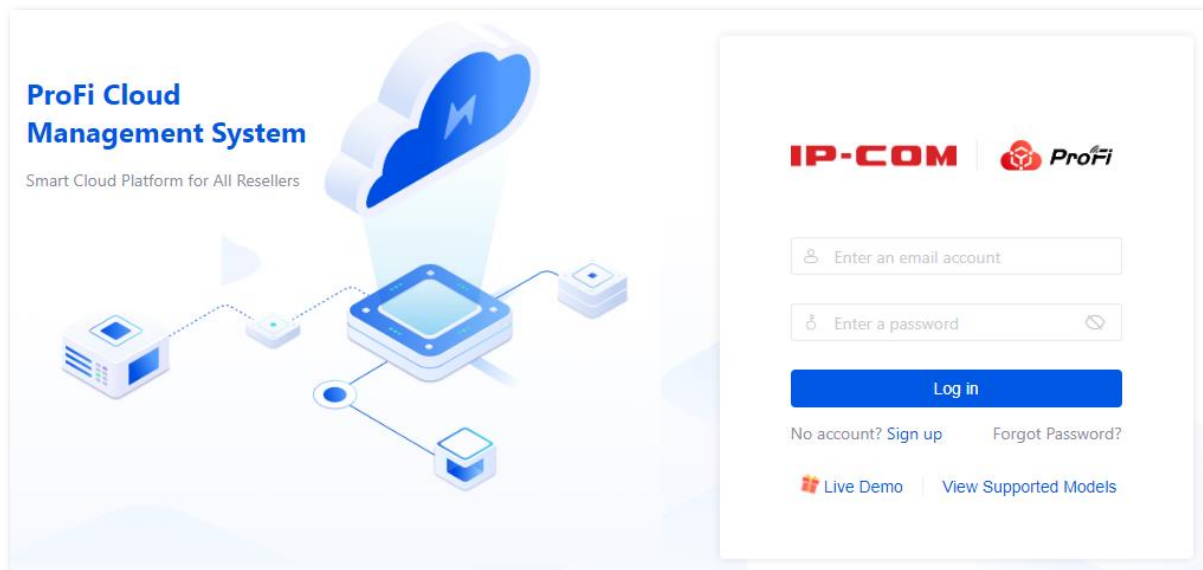 ProFi Cloud
Management System
Smart Cloud Platform for All Resellers
IP-COM
ProFi
Enter an email account
Enter a password
Log in
No account? Sign up
Forgot Password?
Live Demo
View Supported Models